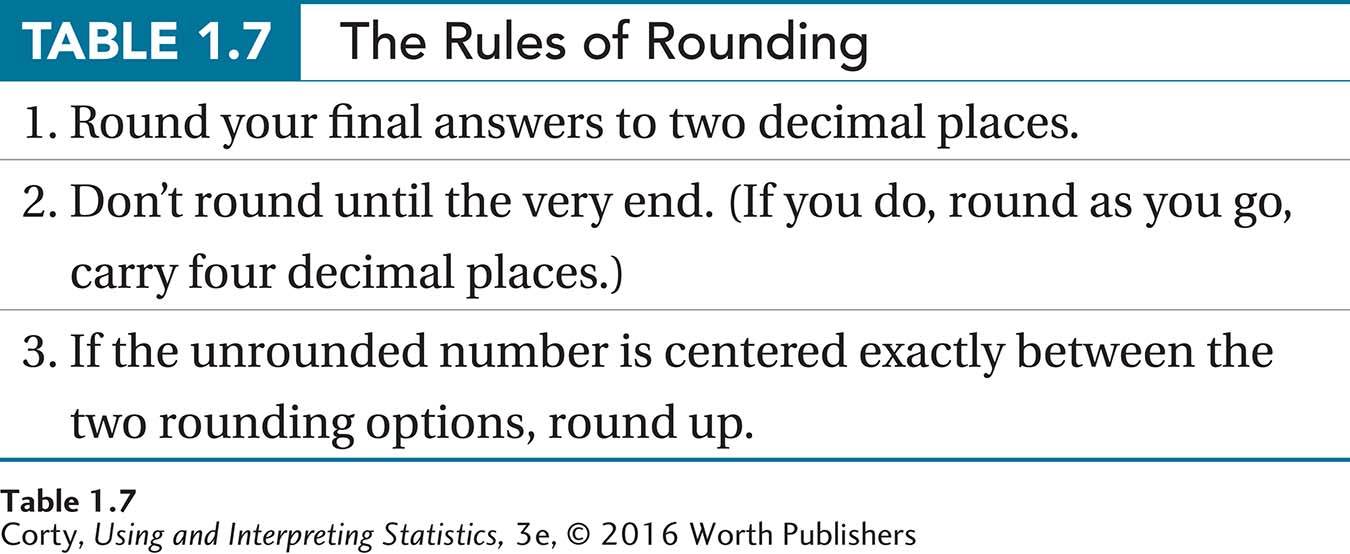 TABLE 1.7 The Rules of Rounding
1. Round your final answers to two decimal places.
2. Don’t round until the very end. (If you do, round as you go,
carry four decimal places.)
3. If the unrounded number is centered exactly between the
two rounding options, round up.
Table 1.7
Corty, Using and Interpreting Statistics, 3e, © 2016 Worth Publishers